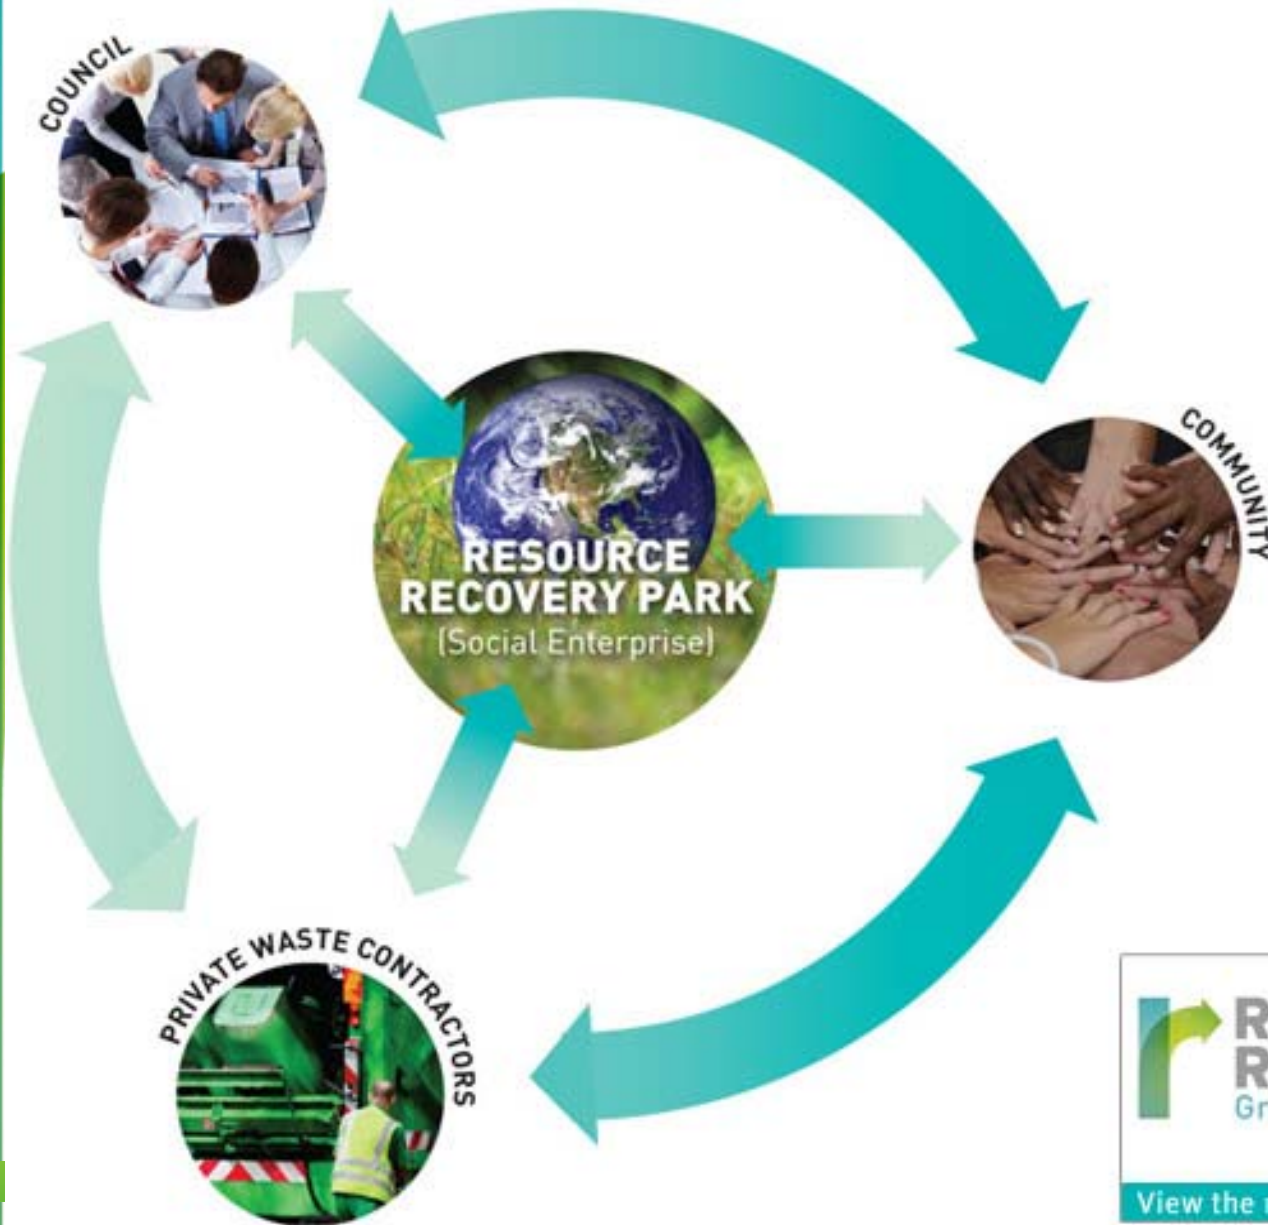 COUNCIL
RESOURCE
RECOVERY PARK
(Social Enterprise)
COMMUNITY
PRIVATE WASTE CONTRACTORS
View the